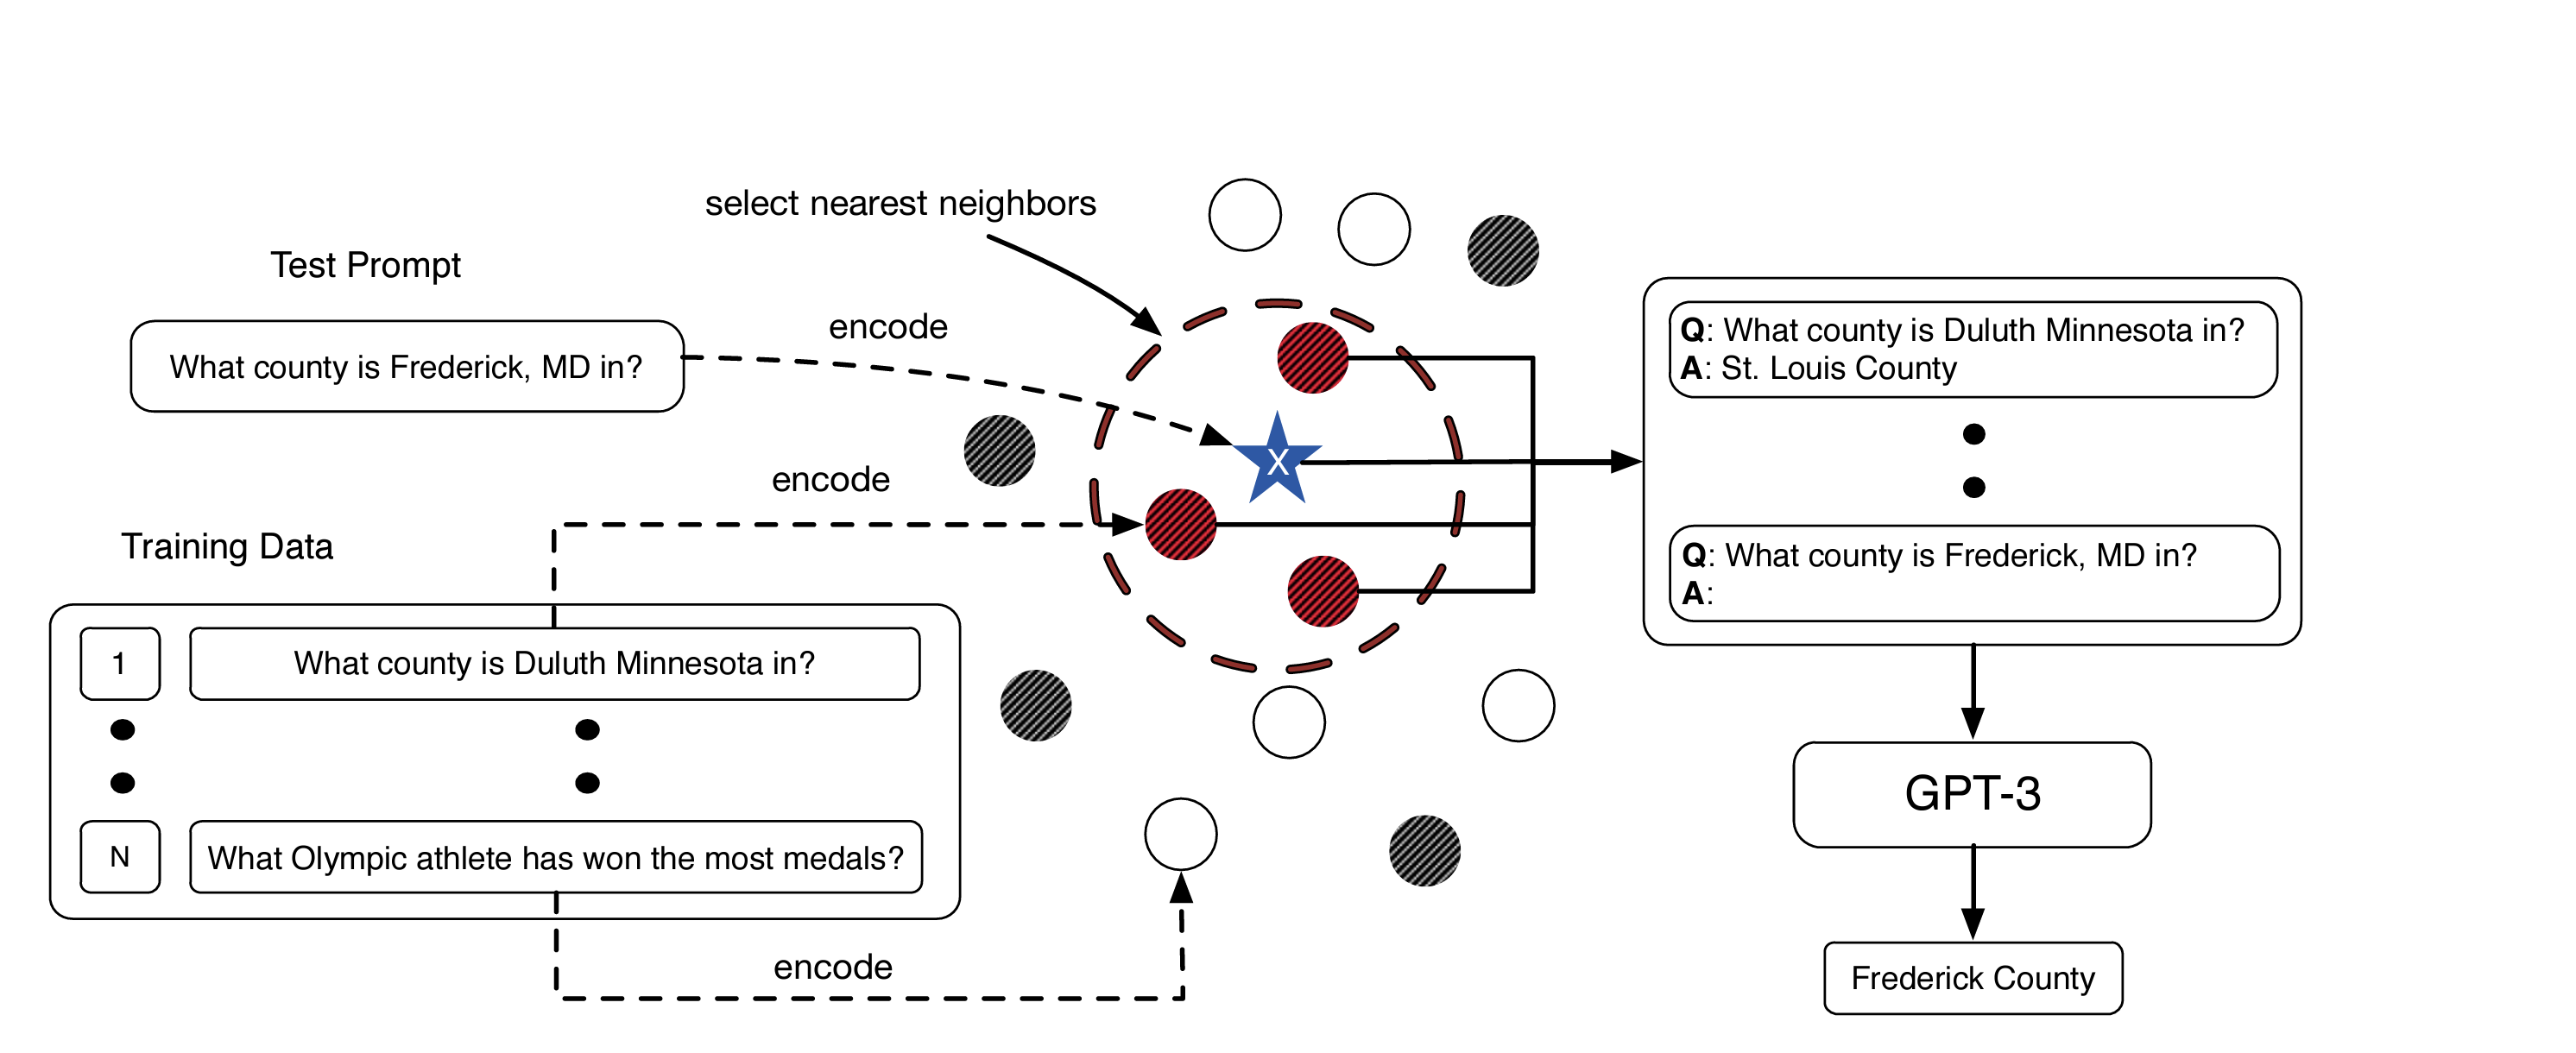 select nearest neighbors
Test Prompt
What county is Frederick, MD in?
encode
X
encode
Training Data
1
What county is Duluth Minnesota in?
N
What Olympic athlete has won the most medals?
encode
Q: What county is Duluth Minnesota in?
A: St. Louis County
Q: What county is Frederick, MD in?
A:
GPT-3
Frederick County